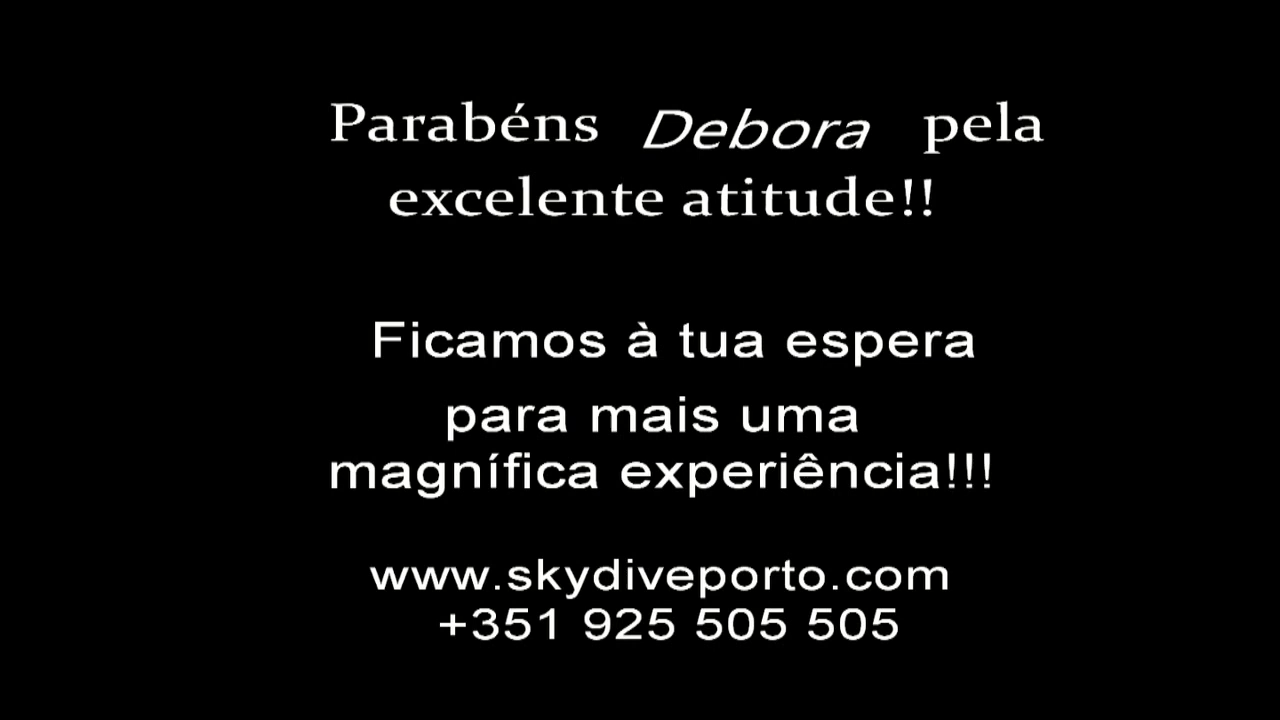 Parabéns Debora pela
excelente atitude!!
Ficamos à tua espera
para mais uma
magnífica experiência!!!
www.skydiveporto.com
+351 925 505 505